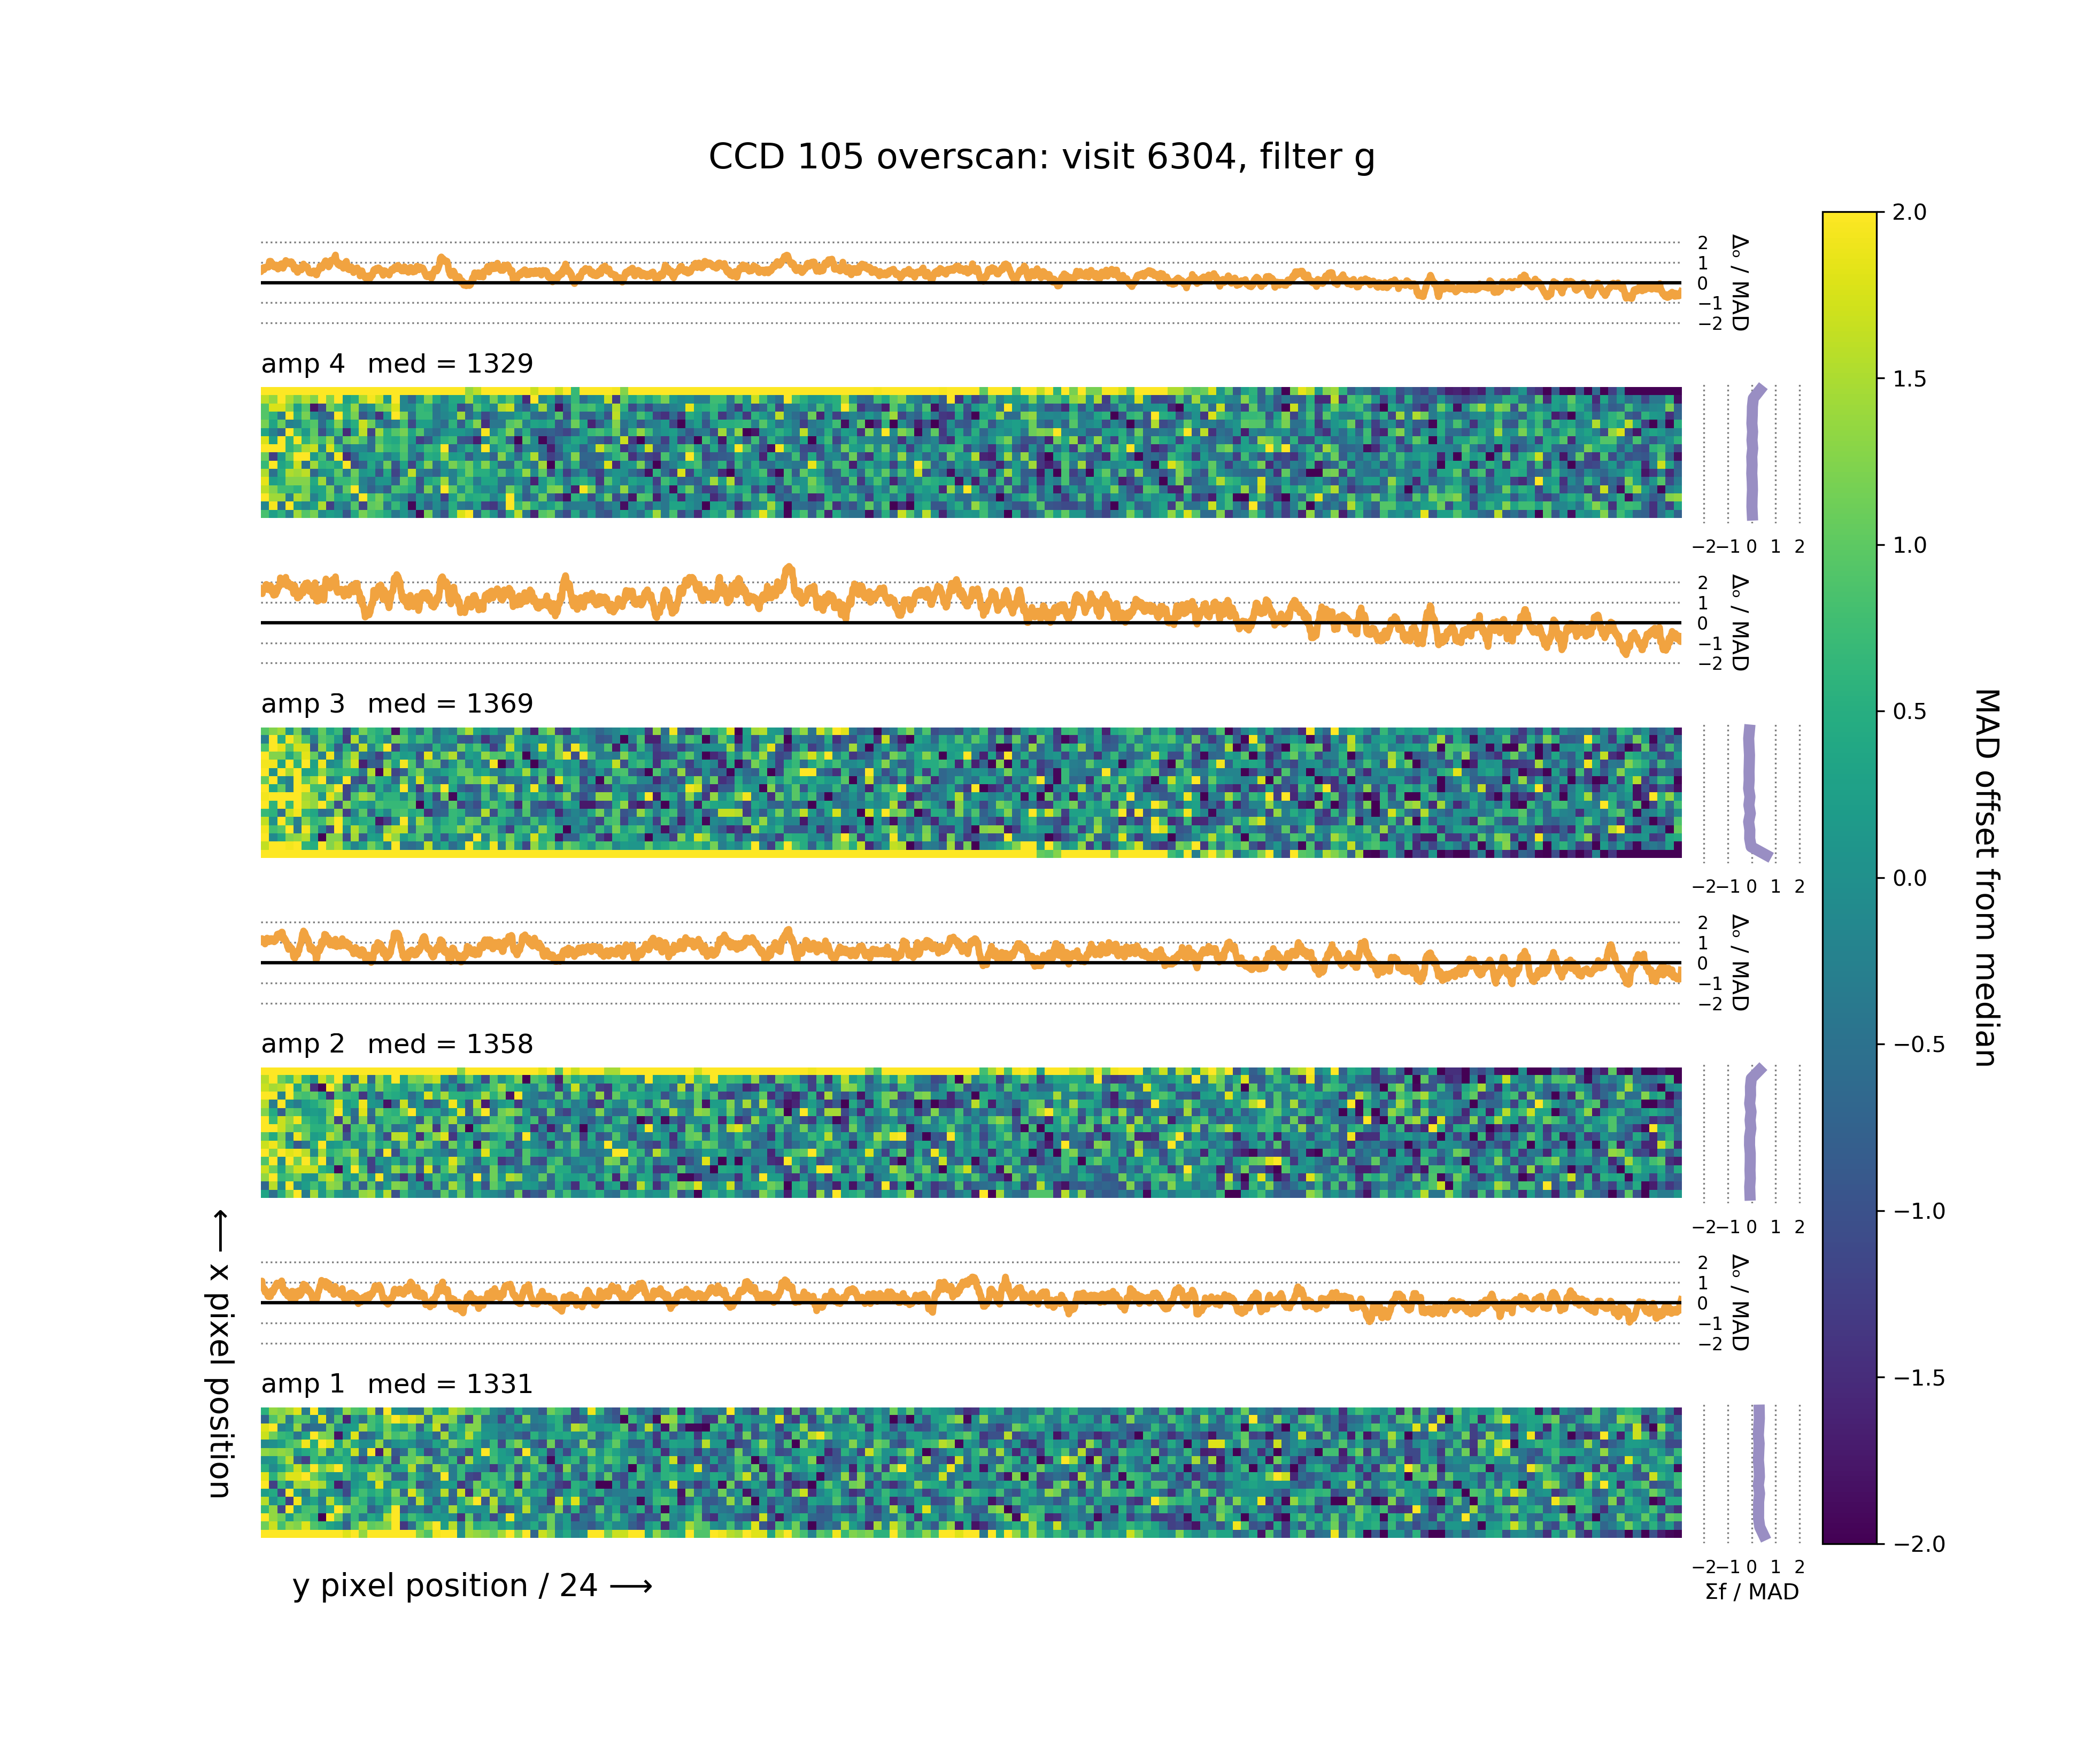 CCD 105 overscan: visit 6304, filter g
2
1
0
−1
−2
Δₒ / MAD
amp 4 med = 1329
−2 −1 0 1 2
2
1
0
−1
−2
Δₒ / MAD
amp 3 med = 1369
−2 −1 0 1 2
2
1
0
−1
−2
Δₒ / MAD
amp 2 med = 1358
−2 −1 0 1 2
2
1
0
−1
−2
Δₒ / MAD
amp 1 med = 1331
−2 −1 0 1 2
Σf / MAD
⟵ x pixel position
y pixel position / 24 ⟶
2.0
1.5
1.0
0.5
0.0
−0.5
−1.0
−1.5
−2.0
MAD offset from median